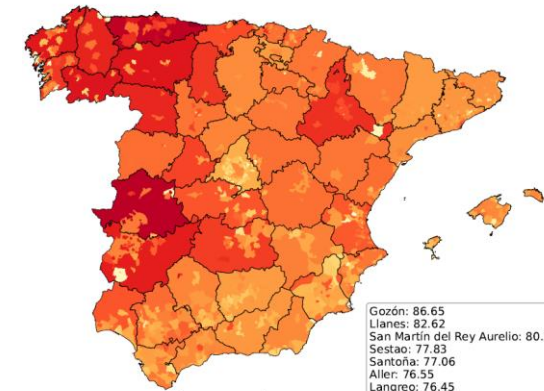 Gozón: 86.65
Llanes: 82.62
San Martín del Rey Aurelio: 80.
Sestao: 77.83
Santoña: 77.06
Aller: 76.55
Langreo: 76.45